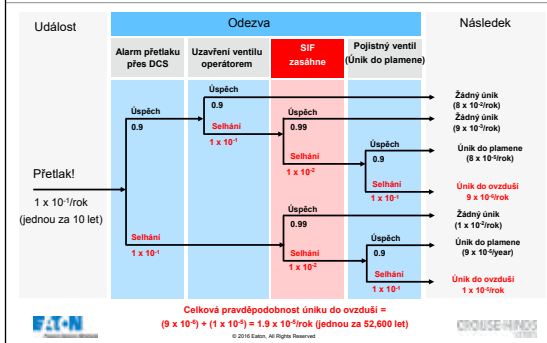 Událost
Odezva
Následek
Alarm přetlaku
přes DCS
Uzavření ventilu
operátorem
SIF
zasáhne
Pojistný ventil
(Únik do plamene)
Úspěch
0.9
Žádný únik
(8 x 10⁻²/rok)
Úspěch
0.9
Selhání
1 x 10⁻¹
Úspěch
0.99
Žádný únik
(9 x 10⁻³/rok)
Selhání
1 x 10⁻²
Úspěch
0.9
Únik do plamene
(8 x 10⁻⁵/rok)
Přetlak!
1 x 10⁻¹/rok
(jednou za 10 let)
Selhání
1 x 10⁻¹
Únik do ovzduší
9 x 10⁻⁶/rok
Úspěch
0.99
Žádný únik
(1 x 10⁻²/rok)
Selhání
1 x 10⁻¹
Selhání
1 x 10⁻²
Úspěch
0.9
Únik do plamene
(9 x 10⁻⁵/year)
Selhání
1 x 10⁻¹
Únik do ovzduší
1 x 10⁻⁵/rok
Celková pravděpodobnost úniku do ovzduší =
(9 x 10⁻⁶) + (1 x 10⁻⁵) = 1.9 x 10⁻⁵/rok (jednou za 52,600 let)
EATON
© 2016 Eaton, All Rights Reserved
CROUSE-HINDS